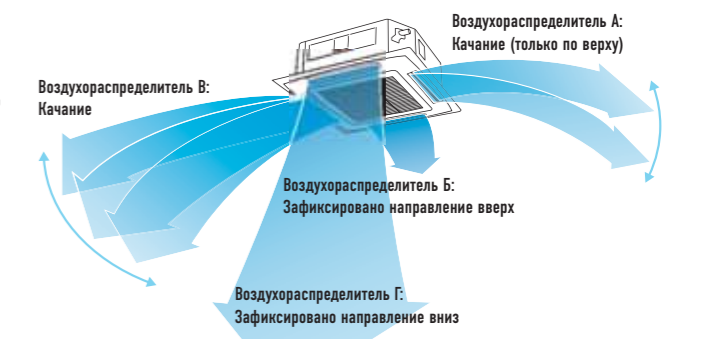 Воздухораспределитель А:
Качание (только по верху)
Воздухораспределитель В:
Качание
Воздухораспределитель Б:
Зафиксировано направление вверх
Воздухораспределитель Г:
Зафиксировано направление вниз